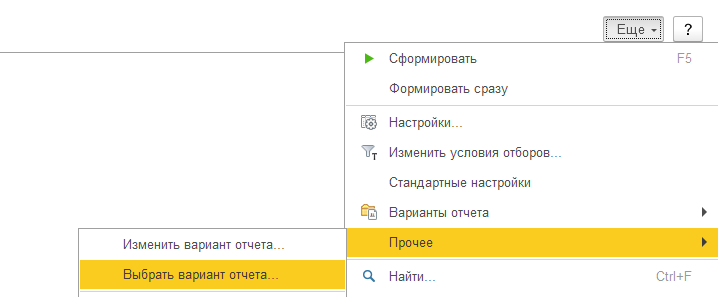 Еще
?
Сформировать F5
Формировать сразу
Настройки...
Изменить условия отборов...
Стандартные настройки
Варианты отчета
Прочее
Изменить вариант отчета...
Выбрать вариант отчета...
Найти... Ctrl+F